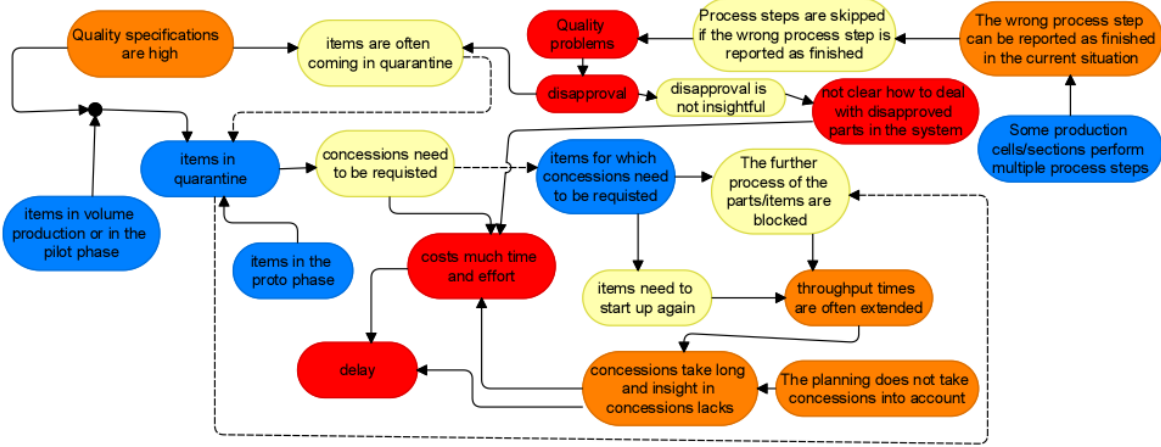 Quality specifications
are high
items are often
coming in quarantine
Quality
problems
Process steps are skipped
if the wrong process step is
reported as finished
The wrong process step
can be reported as finished
in the current situation
disapproval
disapproval is
not insightful
not clear how to deal
with disapproved
parts in the system
Some production
cells/sections perform
multiple process steps
items in
quarantine
concessions need
to be requisted
items for which
concessions need
to be requisted
The further
process of the
parts/items are
blocked
items in volume
production or in the
pilot phase
items in the
proto phase
costs much time
and effort
items need to
start up again
throughput times
are often extended
delay
concessions take long
and insight in
concessions lacks
The planning does not take
concessions into account